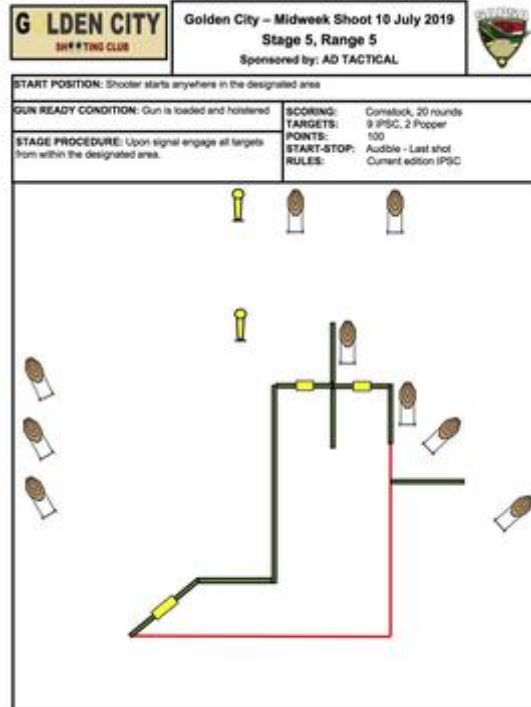 G LDEN CITY
SH★★TING CLUB
Golden City – Midweek Shoot 10 July 2019
Stage 5, Range 5
Sponsored by: AD TACTICAL
START POSITION: Shooter starts anywhere in the designated area
GUN READY CONDITION: Gun is loaded and holstered
STAGE PROCEDURE: Upon signal engage all targets
from within the designated area.
SCORING: Comstock, 20 rounds
TARGETS: 9 IPSC, 2 Popper
POINTS: 100
START-STOP: Audible - Last shot
RULES: Current edition IPSC